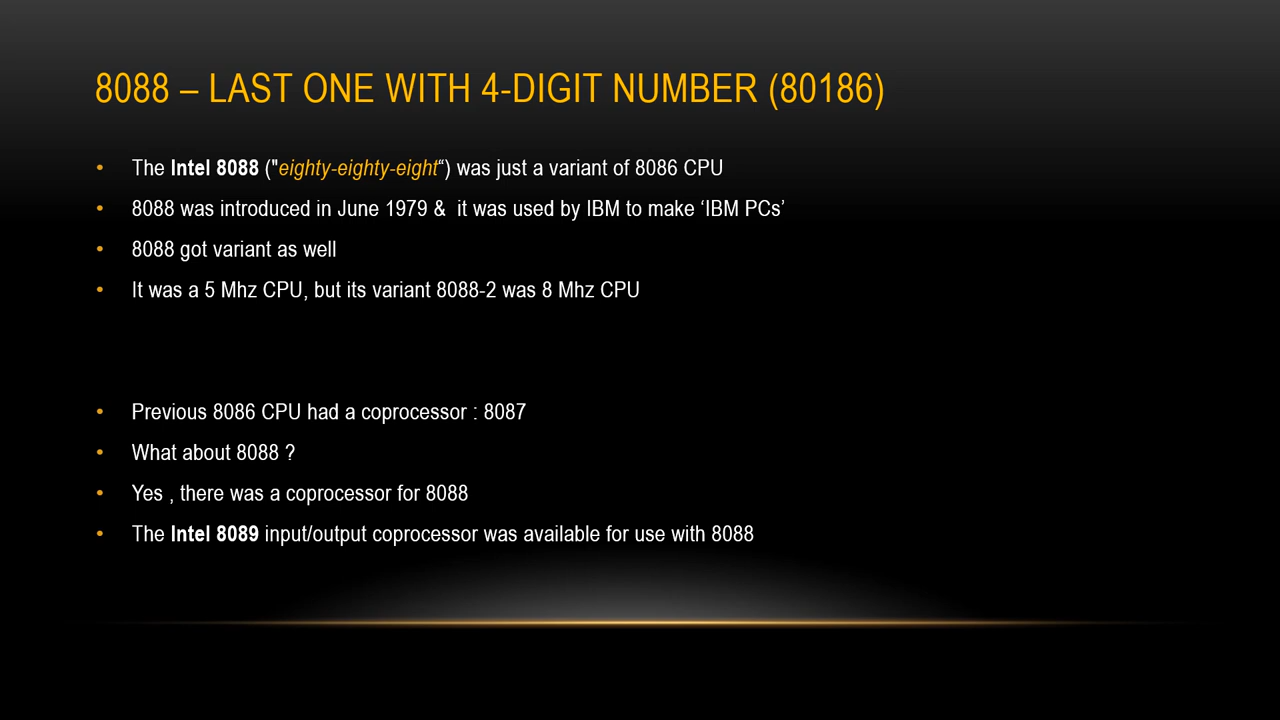 8088 – LAST ONE WITH 4-DIGIT NUMBER (80186)
• The Intel 8088 ("eighty-eighty-eight“) was just a variant of 8086 CPU
• 8088 was introduced in June 1979 &  it was used by IBM to make ‘IBM PCs’
• 8088 got variant as well
• It was a 5 Mhz CPU, but its variant 8088-2 was 8 Mhz CPU
• Previous 8086 CPU had a coprocessor : 8087
• What about 8088 ?
• Yes , there was a coprocessor for 8088
• The Intel 8089 input/output coprocessor was available for use with 8088